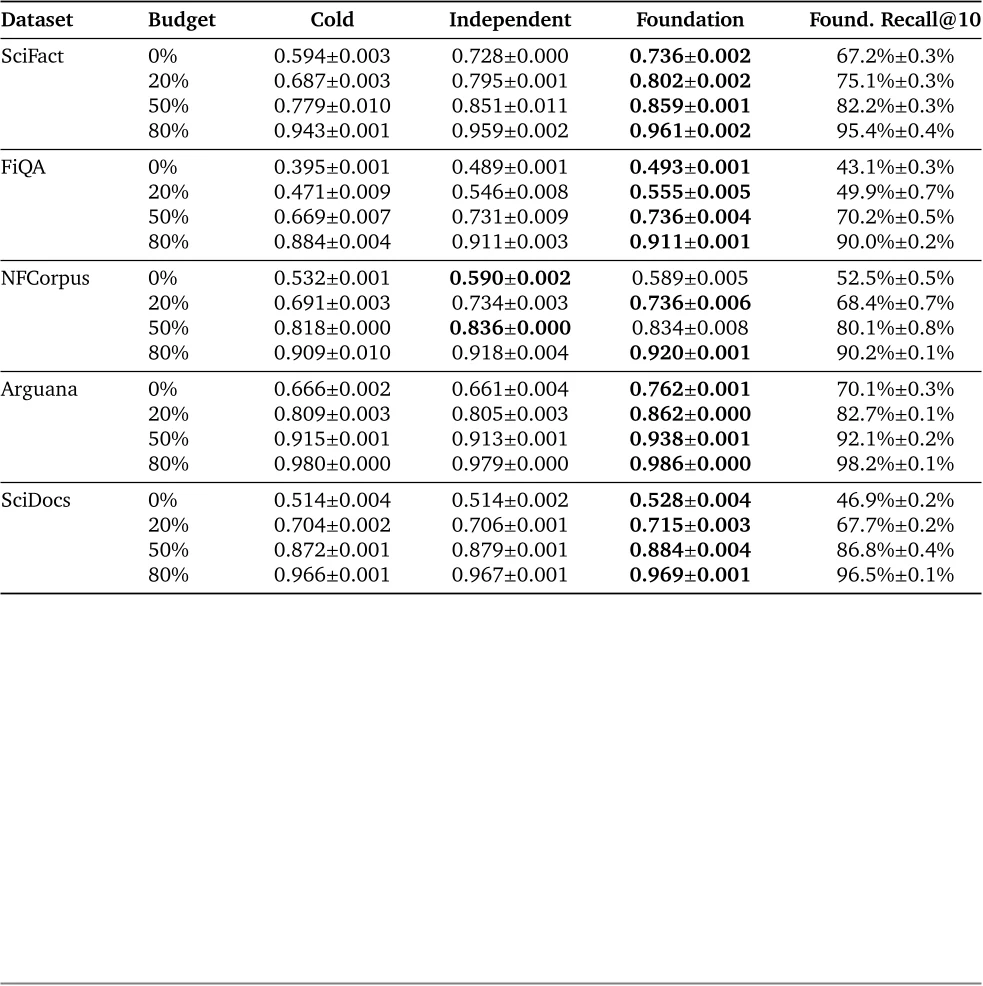 Dataset Budget Cold Independent Foundation Found. Recall@10
SciFact 0% 0.594±0.003 0.728±0.000 0.736±0.002 67.2%±0.3%
20% 0.687±0.003 0.795±0.001 0.802±0.002 75.1%±0.3%
50% 0.779±0.010 0.851±0.011 0.859±0.001 82.2%±0.3%
80% 0.943±0.001 0.959±0.002 0.961±0.002 95.4%±0.4%
FiQA 0% 0.395±0.001 0.489±0.001 0.493±0.001 43.1%±0.3%
20% 0.471±0.009 0.546±0.008 0.555±0.005 49.9%±0.7%
50% 0.669±0.007 0.731±0.009 0.736±0.004 70.2%±0.5%
80% 0.884±0.004 0.911±0.003 0.911±0.001 90.0%±0.2%
NFCorpus 0% 0.532±0.001 0.590±0.002 0.589±0.005 52.5%±0.5%
20% 0.691±0.003 0.734±0.003 0.736±0.006 68.4%±0.7%
50% 0.818±0.000 0.836±0.000 0.834±0.008 80.1%±0.8%
80% 0.909±0.010 0.918±0.004 0.920±0.001 90.2%±0.1%
Arguana 0% 0.666±0.002 0.661±0.004 0.762±0.001 70.1%±0.3%
20% 0.809±0.003 0.805±0.003 0.862±0.000 82.7%±0.1%
50% 0.915±0.001 0.913±0.001 0.938±0.001 92.1%±0.2%
80% 0.980±0.000 0.979±0.000 0.986±0.000 98.2%±0.1%
SciDocs 0% 0.514±0.004 0.514±0.002 0.528±0.004 46.9%±0.2%
20% 0.704±0.002 0.706±0.001 0.715±0.003 67.7%±0.2%
50% 0.872±0.001 0.879±0.001 0.884±0.004 86.8%±0.4%
80% 0.966±0.001 0.967±0.001 0.969±0.001 96.5%±0.1%